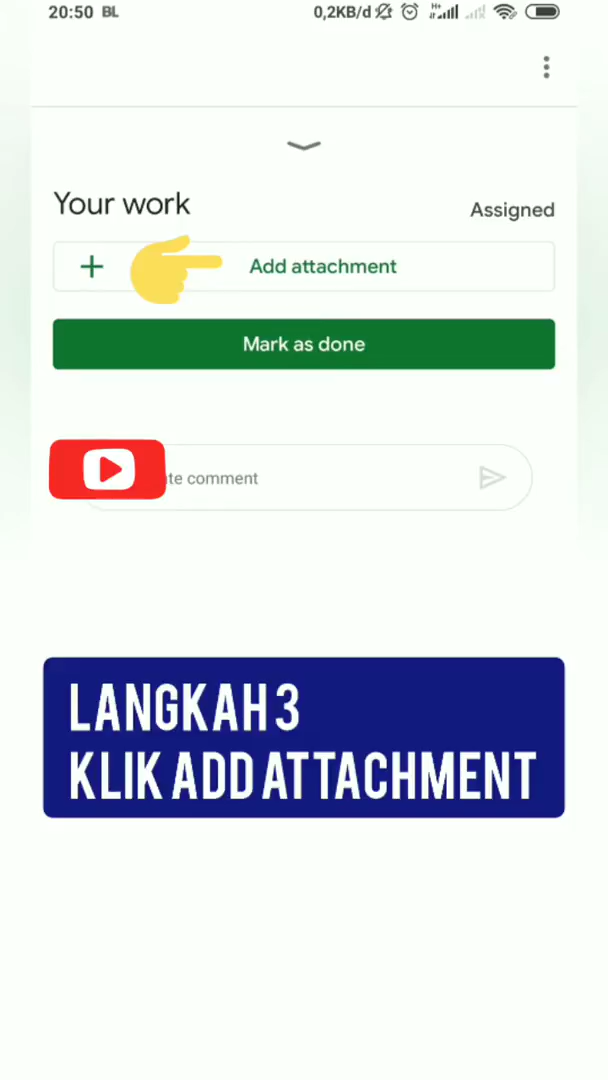 20:50 BL 0,2KB/d H+
Your work
Assigned
Add attachment
Mark as done
comment
LANGKAH 3
KLIK ADD ATTACHMENT